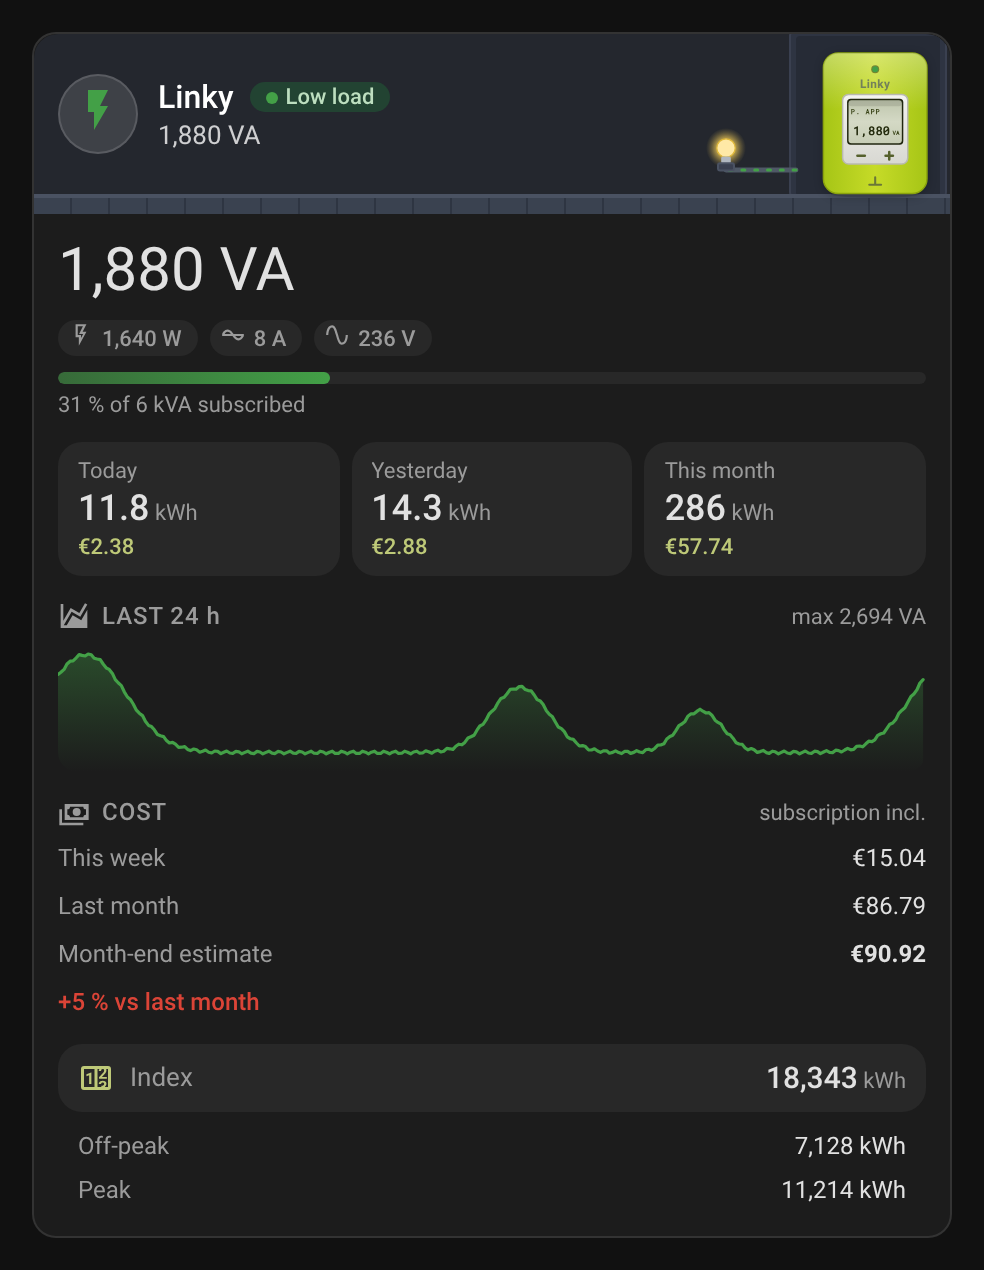 Linky
Low load
1,880 VA
Linky
P. APP
1,880 VA
1,880 VA
1,640 W
8 A
236 V
31 % of 6 kVA subscribed
Today
11.8 kWh
€2.38
Yesterday
14.3 kWh
€2.88
This month
286 kWh
€57.74
LAST 24 h
max 2,694 VA
COST
subscription incl.
This week
€15.04
Last month
€86.79
Month-end estimate
€90.92
+5 % vs last month
Index
18,343 kWh
Off-peak
7,128 kWh
Peak
11,214 kWh